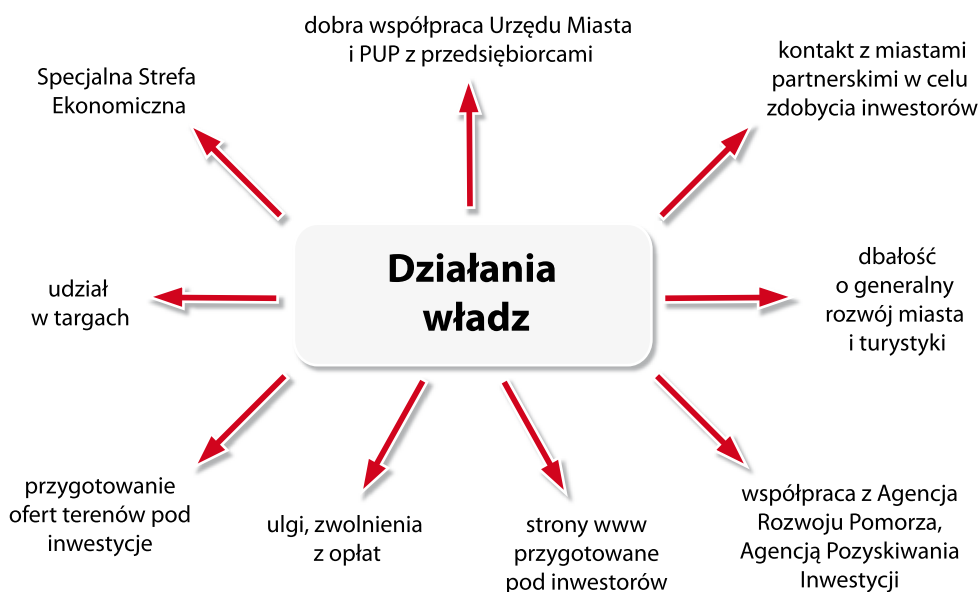 dobra współpraca Urzędu Miasta
i PUP z przedsiębiorcami
kontakt z miastami
partnerskimi w celu
zdobycia inwestorów
Specjalna Strefa
Ekonomiczna
Działania
władz
dbałość
o generalny
rozwój miasta
i turystyki
udział
w targach
przygotowanie
ofert terenów pod
inwestycje
ulgi, zwolnienia
z opłat
strony www
przygotowane
pod inwestorów
współpraca z Agencja
Rozwoju Pomorza,
Agencją Pozyskiwania
Inwestycji